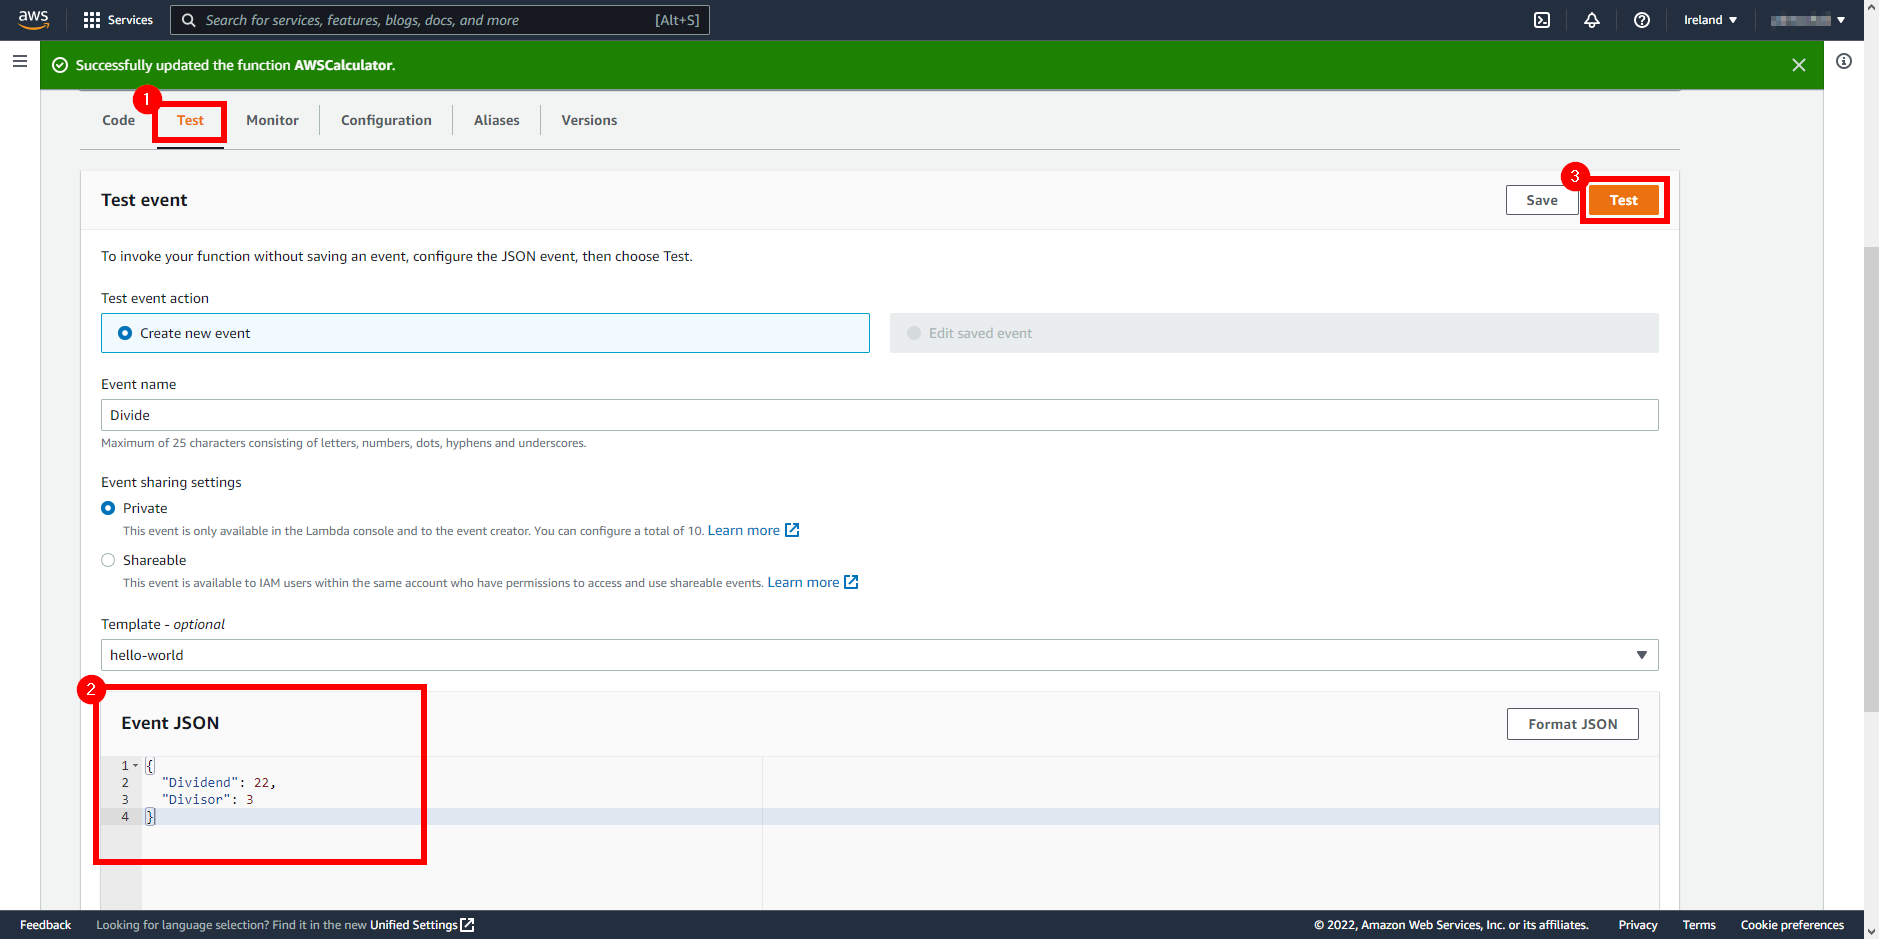 aws Services Search for services, features, blogs, docs, and more [Alt+S] Ireland
Successfully updated the function AWSCalculator.
1
Code Test Monitor Configuration Aliases Versions
3
Test event Save Test
To invoke your function without saving an event, configure the JSON event, then choose Test.
Test event action
Create new event Edit saved event
Event name
Divide
Maximum of 25 characters consisting of letters, numbers, dots, hyphens and underscores.
Event sharing settings
Private
This event is only available in the Lambda console and to the event creator. You can configure a total of 10. Learn more
Shareable
This event is available to IAM users within the same account who have permissions to access and use shareable events. Learn more
Template - optional
hello-world
2
Event JSON Format JSON
1 {
2 "Dividend": 22,
3 "Divisor": 3
4 }
Feedback Looking for language selection? Find it in the new Unified Settings © 2022, Amazon Web Services, Inc. or its affiliates. Privacy Terms Cookie preferences